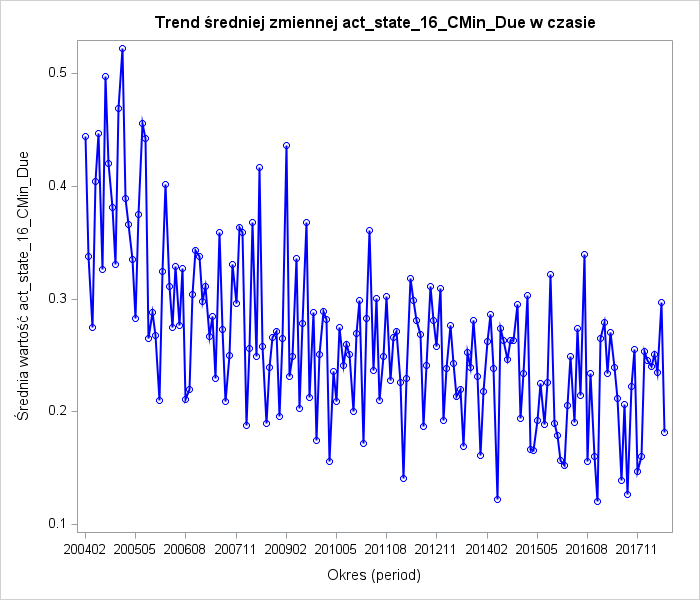 Trend średniej zmiennej act_state_16_CMin_Due w czasie
Średnia wartość act_state_16_CMin_Due
0.5
0.4
0.3
0.2
0.1
200402 200505 200608 200711 200902 201005 201108 201211 201402 201505 201608 201711
Okres (period)